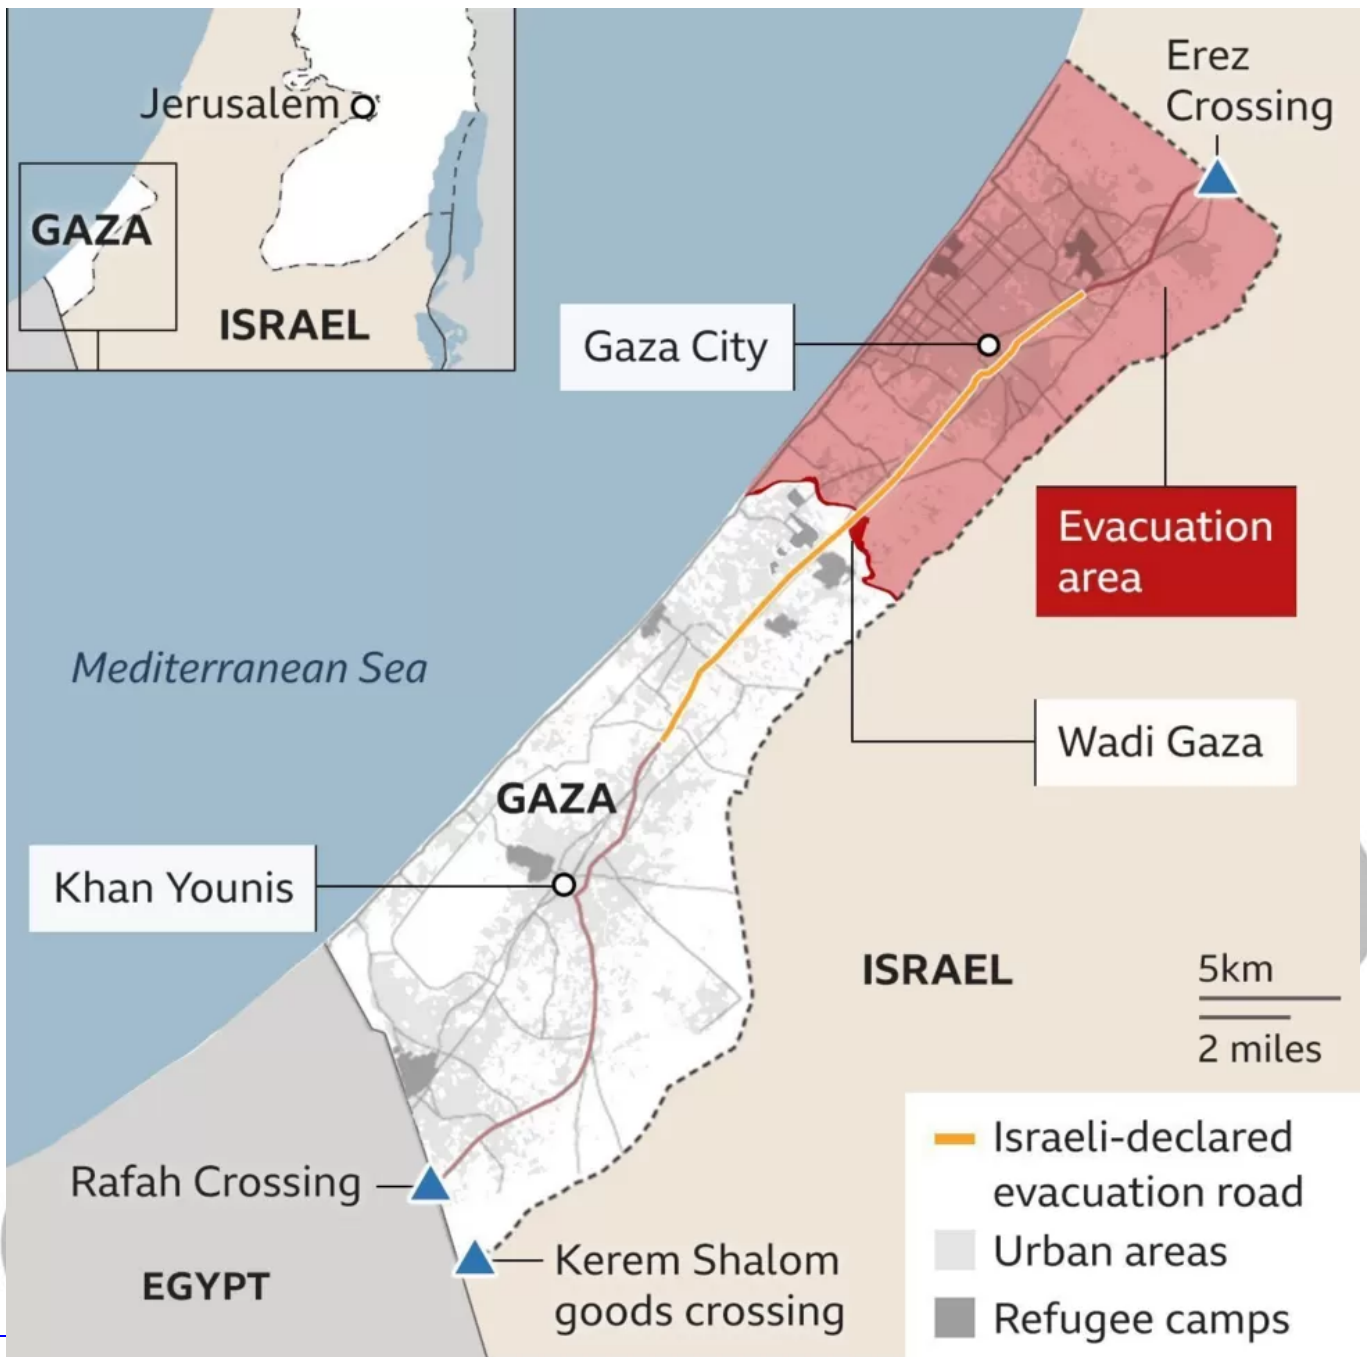 Erez
Crossing
Jerusalem
GAZA
ISRAEL
Gaza City
Evacuation
area
Mediterranean Sea
Wadi Gaza
GAZA
Khan Younis
ISRAEL
5km
2 miles
Rafah Crossing
EGYPT
Kerem Shalom
goods crossing
Israeli-declared
evacuation road
Urban areas
Refugee camps